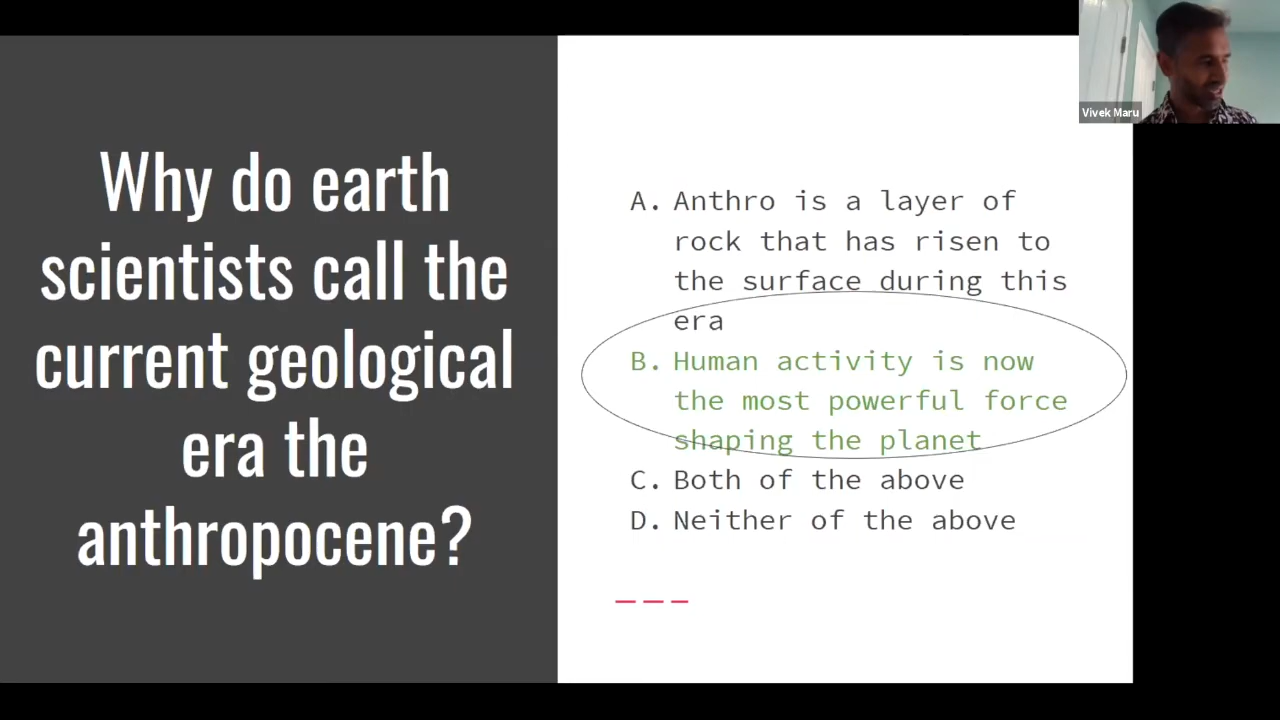 Why do earth
scientists call the
current geological
era the
anthropocene?
A. Anthro is a layer of
rock that has risen to
the surface during this
era
B. Human activity is now
the most powerful force
shaping the planet
C. Both of the above
D. Neither of the above
Vivek Maru